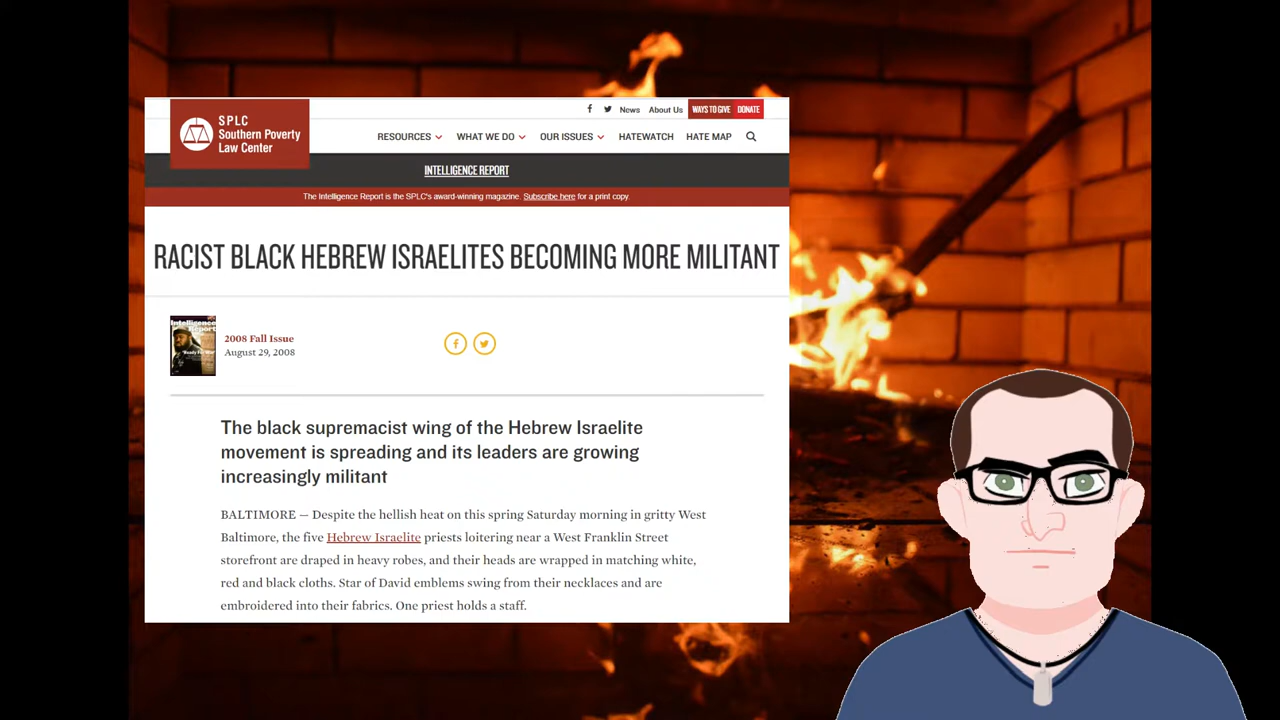 SPLC
Southern Poverty
Law Center
News About Us WAYS TO GIVE DONATE
RESOURCES WHAT WE DO OUR ISSUES HATEWATCH HATE MAP
INTELLIGENCE REPORT
The Intelligence Report is the SPLC's award-winning magazine. Subscribe here for a print copy.
RACIST BLACK HEBREW ISRAELITES BECOMING MORE MILITANT
Intelligence
Report
2008 Fall Issue
August 29, 2008
The black supremacist wing of the Hebrew Israelite
movement is spreading and its leaders are growing
increasingly militant
BALTIMORE — Despite the hellish heat on this spring Saturday morning in gritty West
Baltimore, the five Hebrew Israelite priests loitering near a West Franklin Street
storefront are draped in heavy robes, and their heads are wrapped in matching white,
red and black cloths. Star of David emblems swing from their necklaces and are
embroidered into their fabrics. One priest holds a staff.